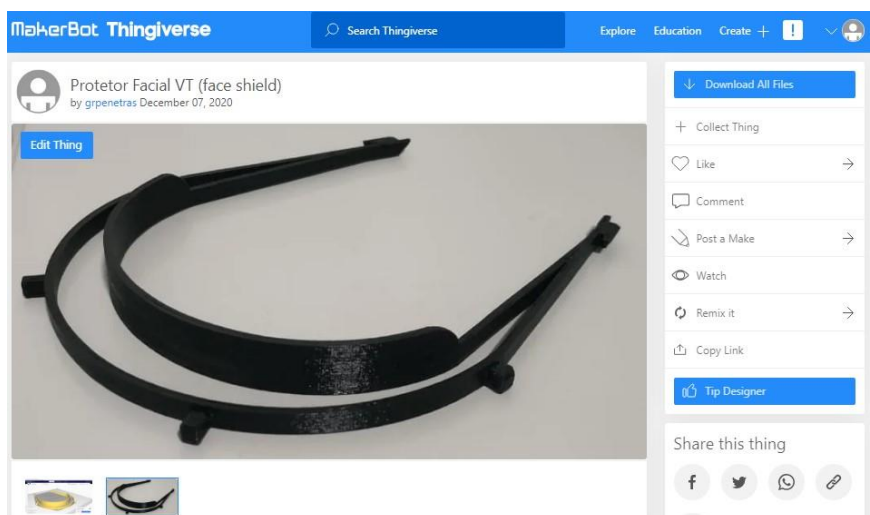 MakerBot Thingiverse
Search Thingiverse
Explore Education Create + !
Protetor Facial VT (face shield)
by grpenetras December 07, 2020
Edit Thing
Download All Files
Collect Thing
Like
Comment
Post a Make
Watch
Remix it
Copy Link
Tip Designer
Share this thing